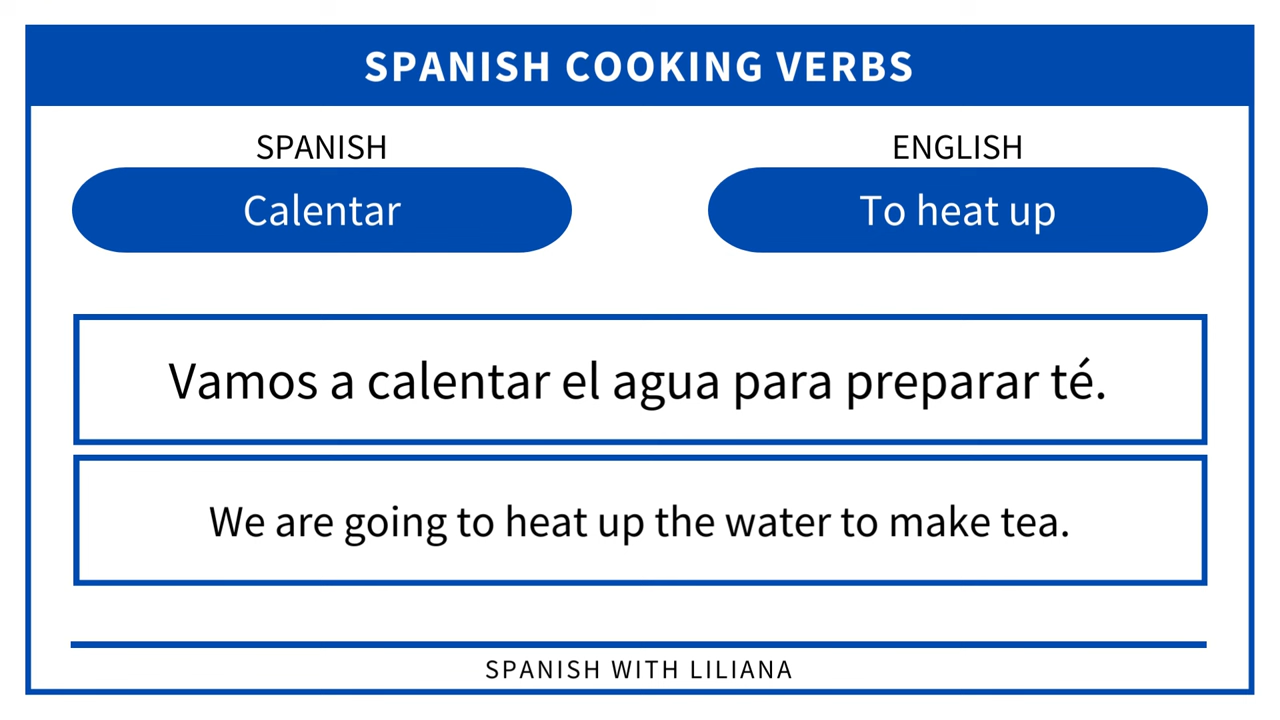 SPANISH COOKING VERBS
SPANISH
ENGLISH
Calentar
To heat up
Vamos a calentar el agua para preparar té.
We are going to heat up the water to make tea.
SPANISH WITH LILIANA